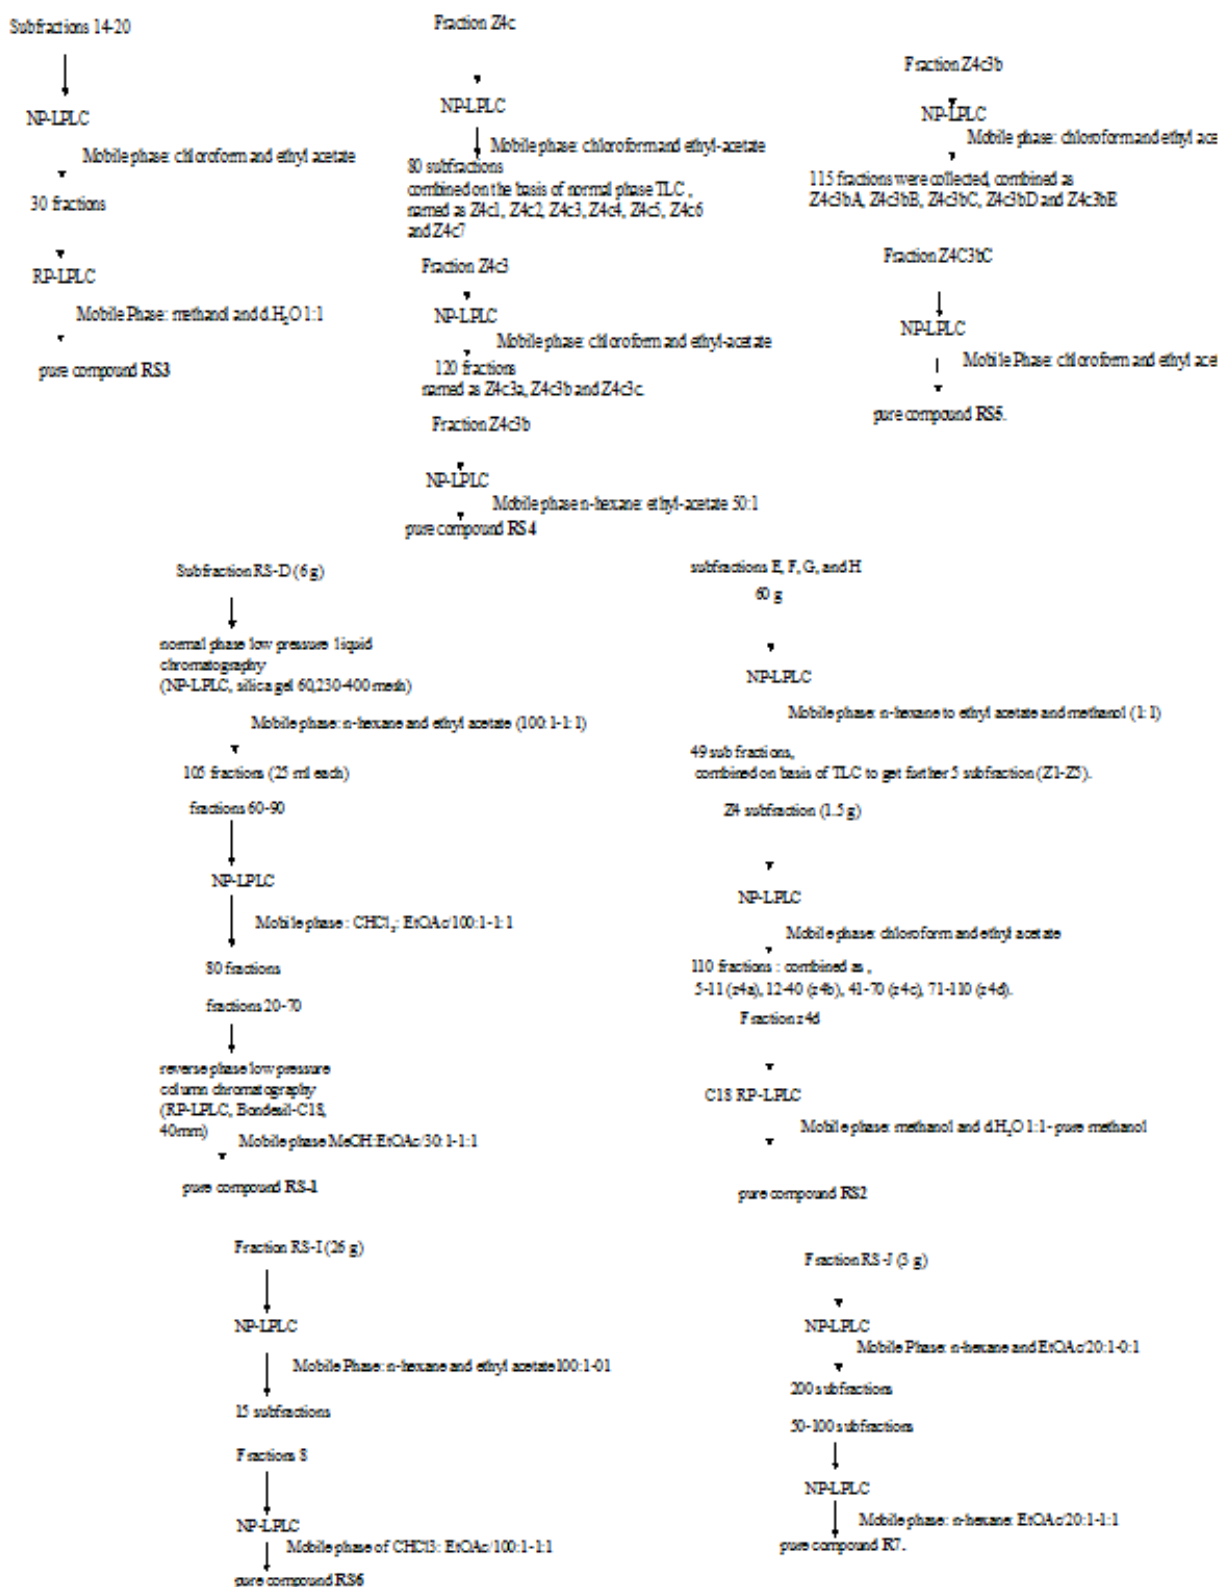 Subfractions 14-20
NP-LPLC
Mobile phase: chloroform and ethyl acetate
30 fractions
RP-LPLC
Mobile Phase: methanol and d.H₂O 1:1
pure compound RS3
Fraction Z4c
NP-LPLC
Mobile phase: chloroform and ethyl-acetate
80 subfractions
combined on the basis of normal phase TLC ,
named as Z4c1, Z4c2, Z4c3, Z4c4, Z4c5, Z4c6
and Z4c7
Fraction Z4c3
NP-LPLC
Mobile phase: chloroform and ethyl-acetate
120 fractions
named as Z4c3a, Z4c3b and Z4c3c.
Fraction Z4c3b
NP-LPLC
Mobile phase n-hexane: ethyl-acetate 50:1
pure compound RS4
Fraction Z4c3b
NP-LPLC
Mobile phase: chloroform and ethyl ace
115 fractions were collected, combined as
Z4c3bA, Z4c3bB, Z4c3bC, Z4c3bD and Z4c3bE
Fraction Z4C3bC
NP-LPLC
Mobile Phase: chloroform and ethyl ace
pure compound RS5.
Subfraction RS-D (6 g)
normal phase low pressure liquid
chromatography
(NP-LPLC, silica gel 60,230-400 mesh)
Mobile phase: n-hexane and ethyl acetate (100:1-1:1)
105 fractions (25 ml each)
fractions 60-90
NP-LPLC
Mobile phase : CHCl₃: EtOAc/100:1-1:1
80 fractions
fractions 20-70
reverse phase low pressure
column chromatography
(RP-LPLC, Bondesil-C18,
40mm)
Mobile phase MeOH:EtOAc/30:1-1:1
pure compound RS-1
subfractions E, F, G, and H
60 g
NP-LPLC
Mobile phase: n-hexane to ethyl acetate and methanol (1:1)
49 sub fractions,
combined on basis of TLC to get further 5 subfraction (Z1-Z5).
Z4 subfraction (1.5 g)
NP-LPLC
Mobile phase: chloroform and ethyl acetate
110 fractions : combined as ,
5-11 (z4a), 12-40 (z4b), 41-70 (z4c), 71-110 (z4d).
Fraction z4d
C18 RP-LPLC
Mobile phase: methanol and d.H₂O 1:1- pure methanol
pure compound RS2
Fraction RS-I (26 g)
NP-LPLC
Mobile Phase: n-hexane and ethyl acetate100:1-01
15 subfractions
Fractions 8
NP-LPLC
Mobile phase of CHCl3: EtOAc/100:1-1:1
pure compound RS6
Fraction RS-J (3 g)
NP-LPLC
Mobile Phase: n-hexane and EtOAc/20:1-0:1
200 subfractions
50-100 subfractions
NP-LPLC
Mobile phase: n-hexane: EtOAc/20:1-1:1
pure compound R7.